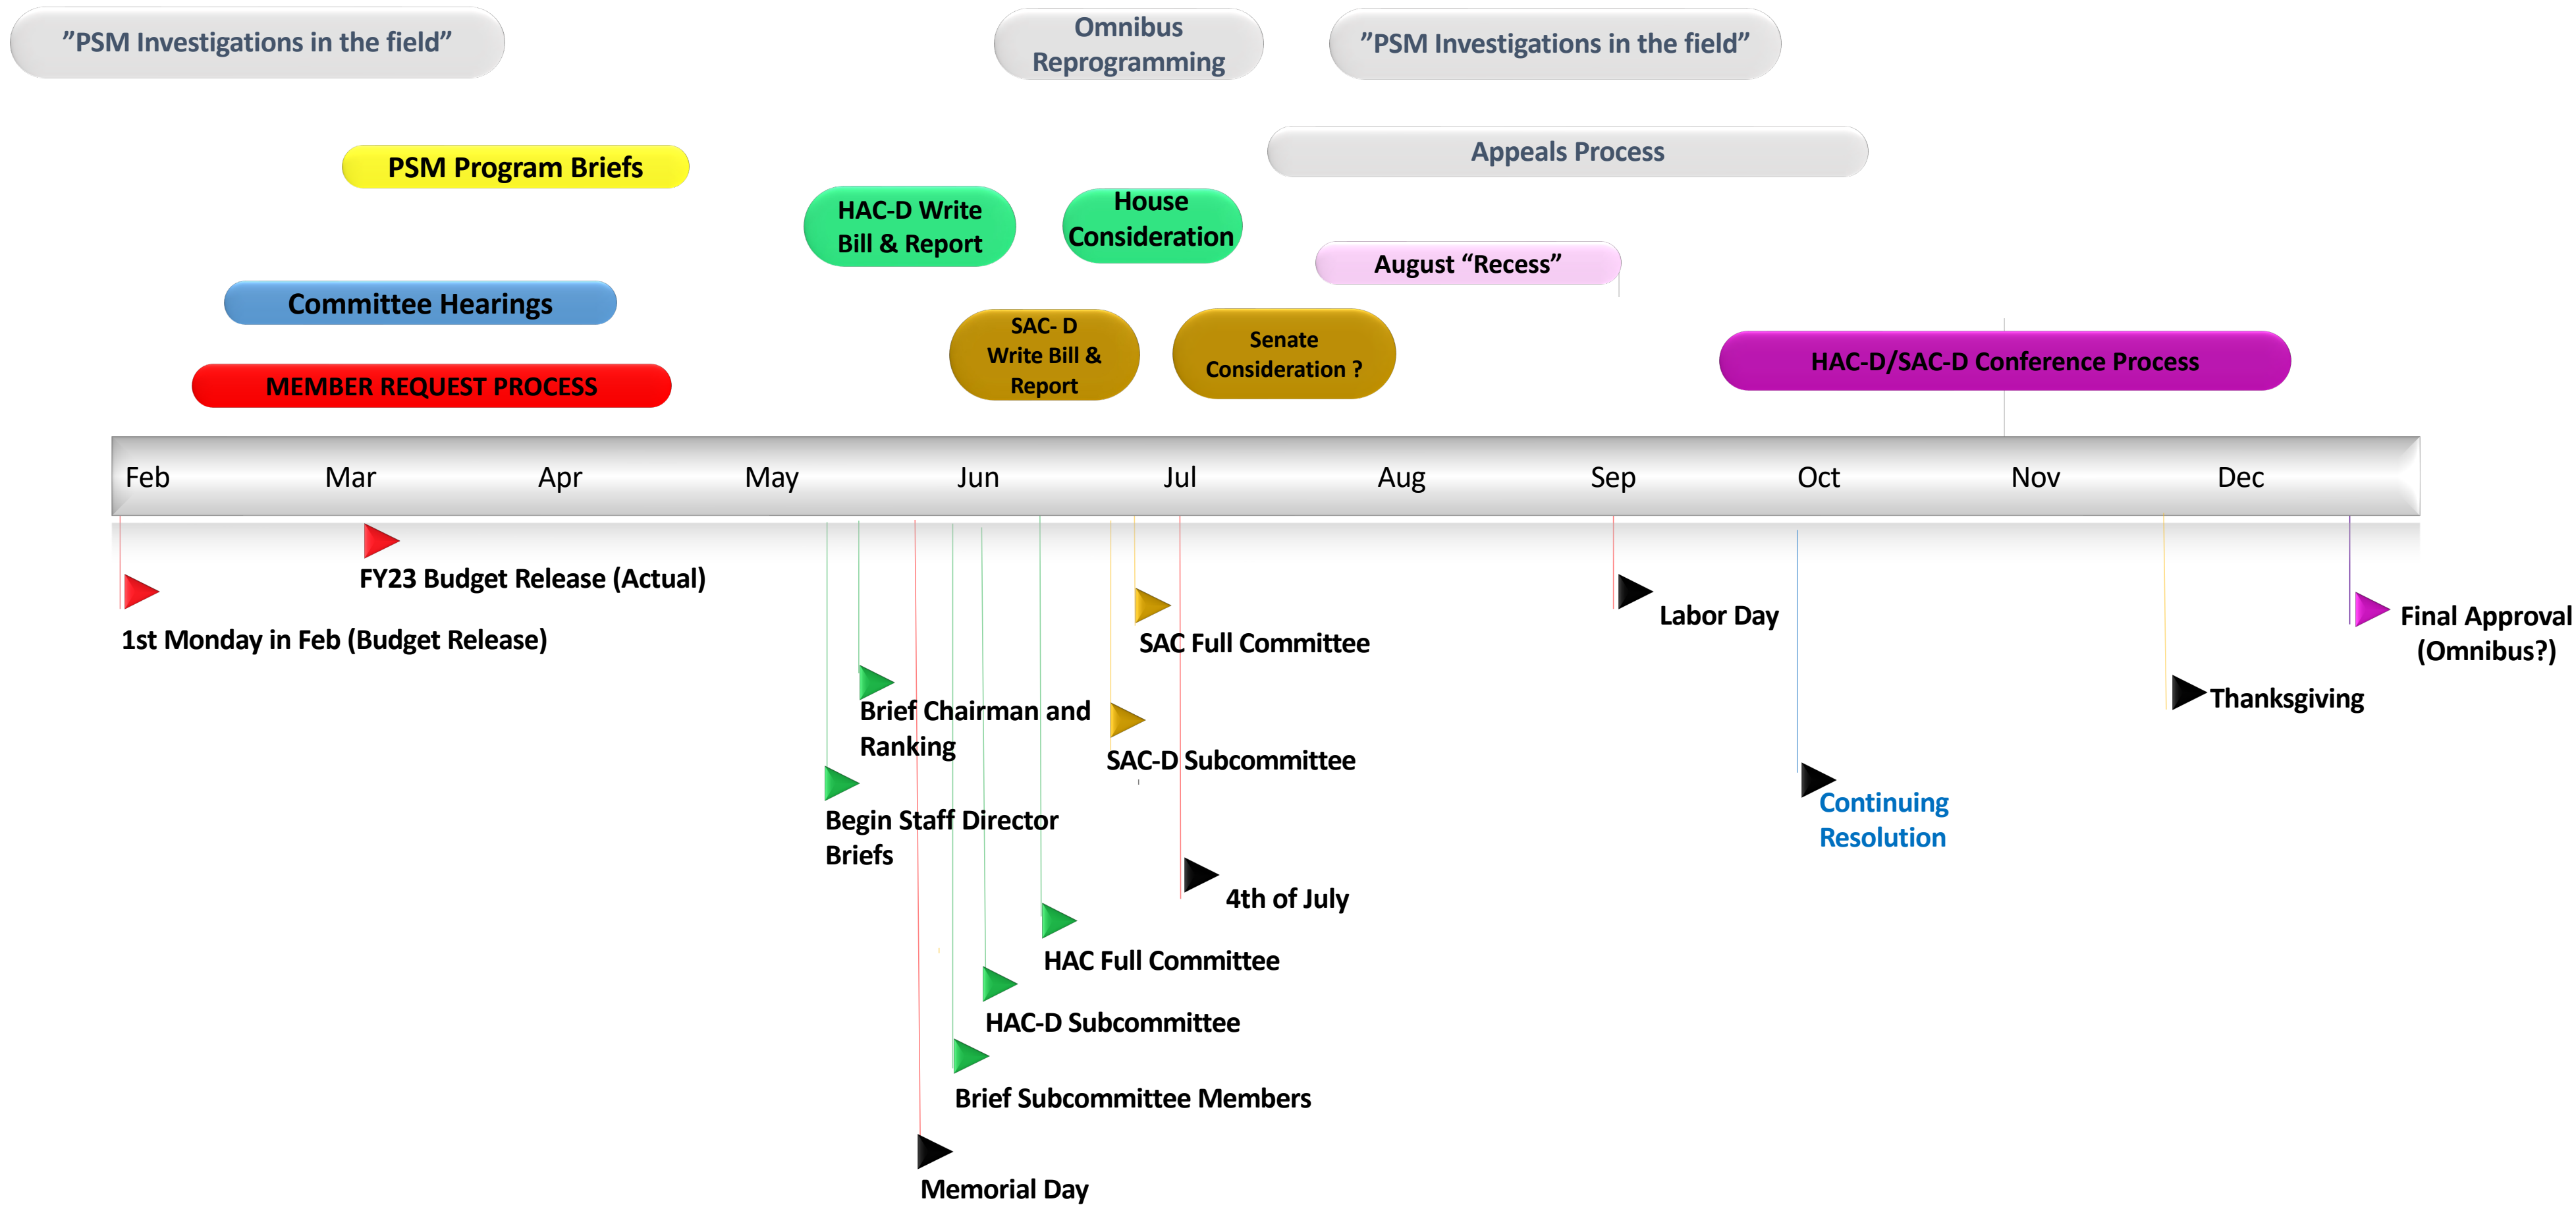 ”PSM Investigations in the field”
Omnibus
Reprogramming
”PSM Investigations in the field”
PSM Program Briefs
Appeals Process
HAC-D Write
Bill & Report
House
Consideration
August “Recess”
Committee Hearings
SAC- D
Write Bill &
Report
Senate
Consideration ?
HAC-D/SAC-D Conference Process
MEMBER REQUEST PROCESS
Feb Mar Apr May Jun Jul Aug Sep Oct Nov Dec
FY23 Budget Release (Actual)
1st Monday in Feb (Budget Release)
SAC Full Committee
Labor Day
Final Approval
(Omnibus?)
Brief Chairman and
Ranking
Thanksgiving
SAC-D Subcommittee
Begin Staff Director
Briefs
Continuing
Resolution
4th of July
HAC Full Committee
HAC-D Subcommittee
Brief Subcommittee Members
Memorial Day